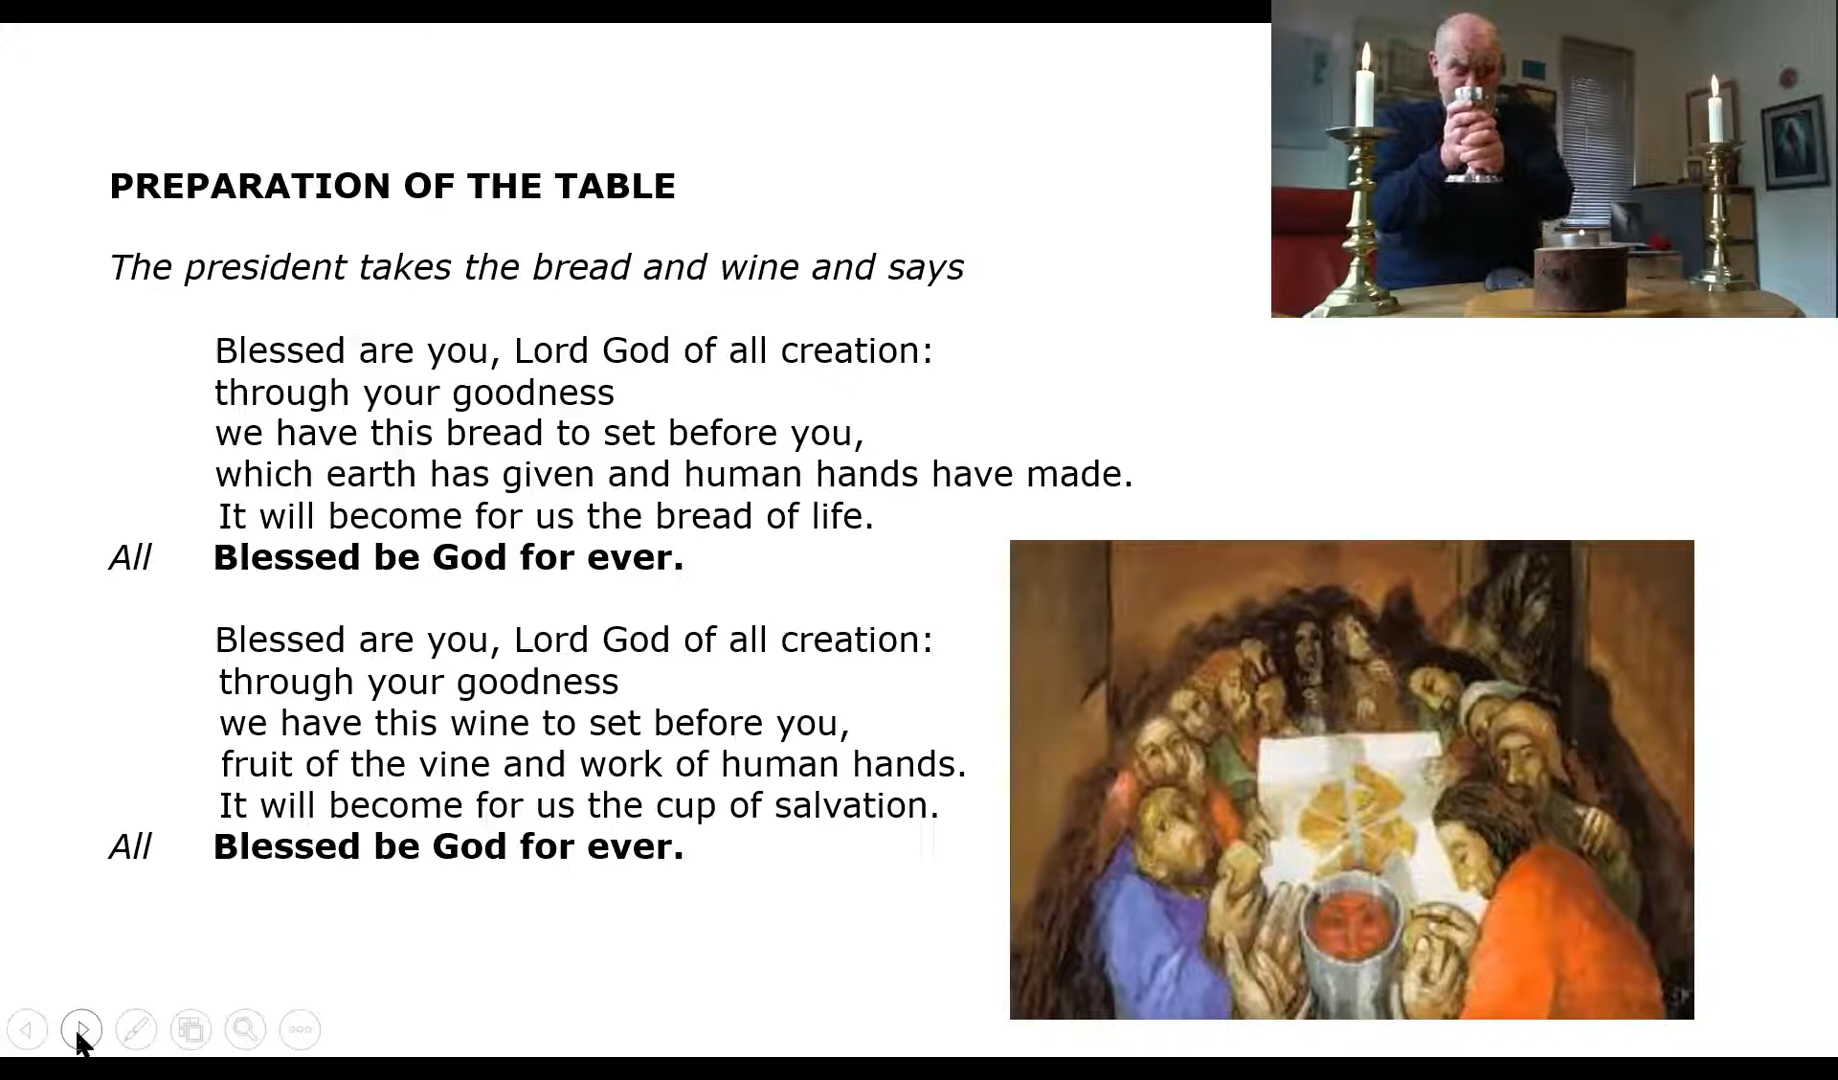 PREPARATION OF THE TABLE
The president takes the bread and wine and says
Blessed are you, Lord God of all creation:
through your goodness
we have this bread to set before you,
which earth has given and human hands have made.
It will become for us the bread of life.
All Blessed be God for ever.
Blessed are you, Lord God of all creation:
through your goodness
we have this wine to set before you,
fruit of the vine and work of human hands.
It will become for us the cup of salvation.
All Blessed be God for ever.